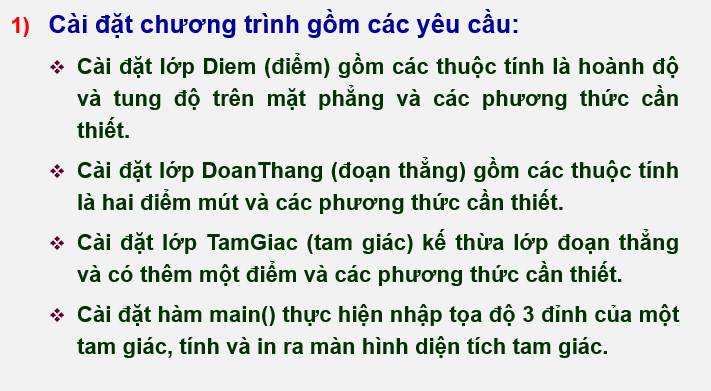 1) Cài đặt chương trình gồm các yêu cầu:
❖ Cài đặt lớp Diem (điểm) gồm các thuộc tính là hoành độ
và tung độ trên mặt phẳng và các phương thức cần
thiết.
❖ Cài đặt lớp DoanThang (đoạn thẳng) gồm các thuộc tính
là hai điểm mút và các phương thức cần thiết.
❖ Cài đặt lớp TamGiac (tam giác) kế thừa lớp đoạn thẳng
và có thêm một điểm và các phương thức cần thiết.
❖ Cài đặt hàm main() thực hiện nhập tọa độ 3 đỉnh của một
tam giác, tính và in ra màn hình diện tích tam giác.